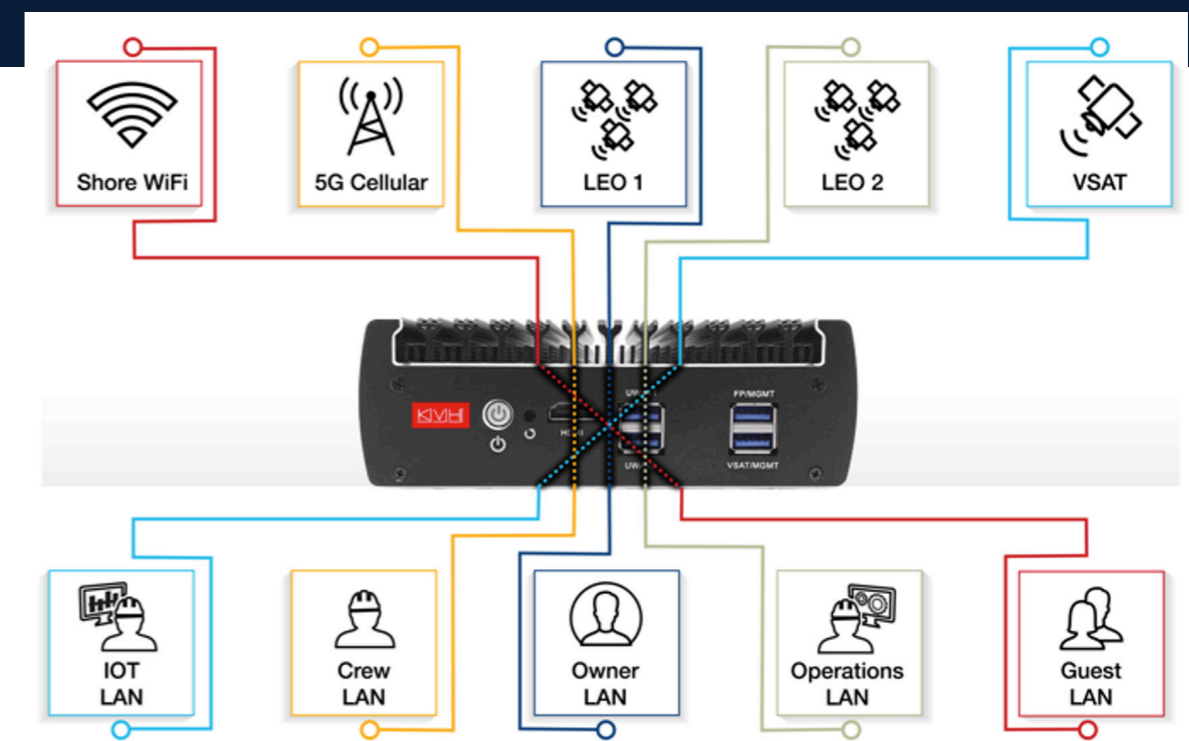 Shore WiFi
5G Cellular
LEO 1
LEO 2
VSAT
KVH
FP/MGMT
VSAT/MGMT
IOT
LAN
Crew
LAN
Owner
LAN
Operations
LAN
Guest
LAN